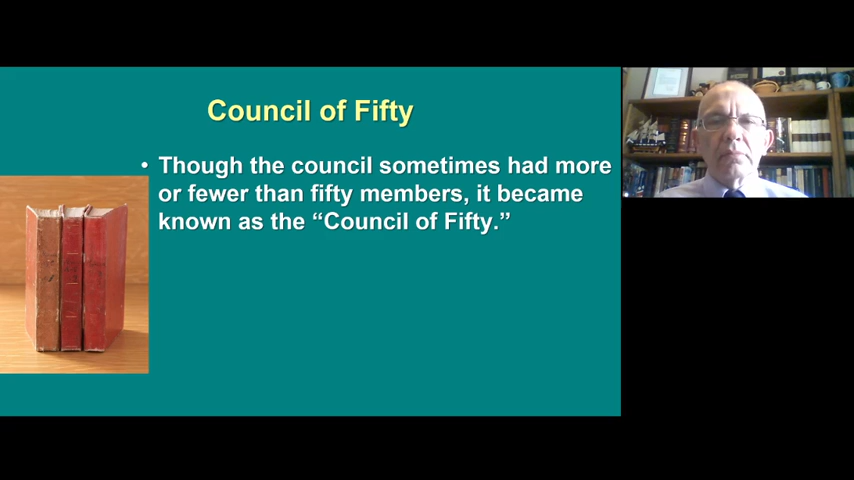 Council of Fifty
• Though the council sometimes had more
or fewer than fifty members, it became
known as the “Council of Fifty.”